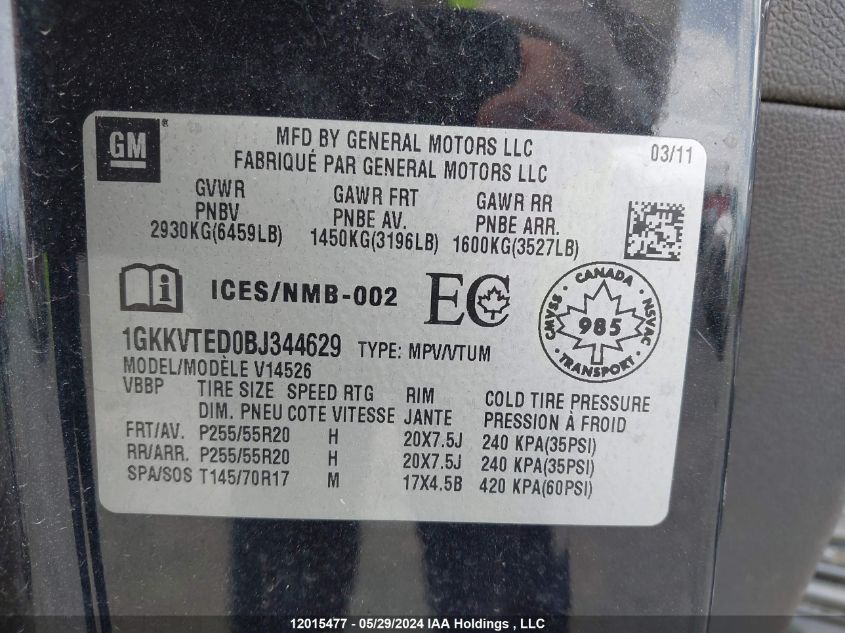 GM®
MFD BY GENERAL MOTORS LLC
FABRIQUÉ PAR GENERAL MOTORS LLC
03/11
GVWR GAWR FRT GAWR RR
PNBV PNBE AV. PNBE ARR.
2930KG(6459LB) 1450KG(3196LB) 1600KG(3527LB)
ICES/NMB-002 EC
CANADA
CMVSS 985 NSVAC
TRANSPORT
1GKKVTED0BJ344629 TYPE: MPV/VTUM
MODEL/MODÈLE V14526
VBBP TIRE SIZE SPEED RTG RIM COLD TIRE PRESSURE
DIM. PNEU COTE VITESSE JANTE PRESSION À FROID
FRT/AV. P255/55R20 H 20X7.5J 240 KPA(35PSI)
RR/ARR. P255/55R20 H 20X7.5J 240 KPA(35PSI)
SPA/SOS T145/70R17 M 17X4.5B 420 KPA(60PSI)
12015477 - 05/29/2024 IAA Holdings , LLC